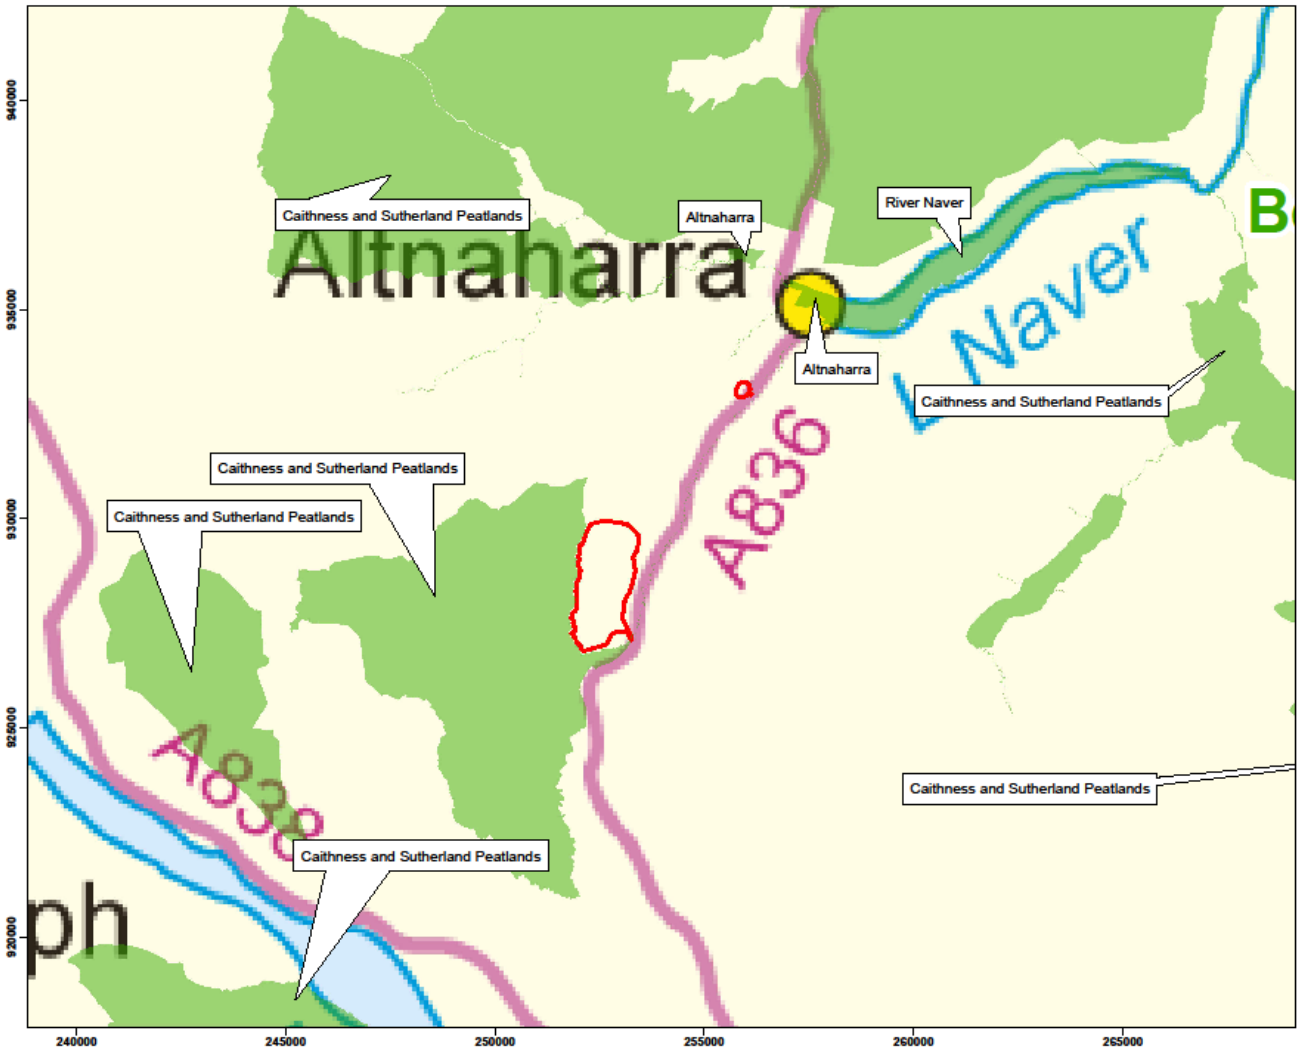 940000
Caithness and Sutherland Peatlands
Altnaharra
River Naver
Altnaharra
935000
Altnaharra
L Naver
Caithness and Sutherland Peatlands
A836
Caithness and Sutherland Peatlands
Caithness and Sutherland Peatlands
930000
925000
A838
Caithness and Sutherland Peatlands
Caithness and Sutherland Peatlands
ph
920000
240000 245000 250000 255000 260000 265000